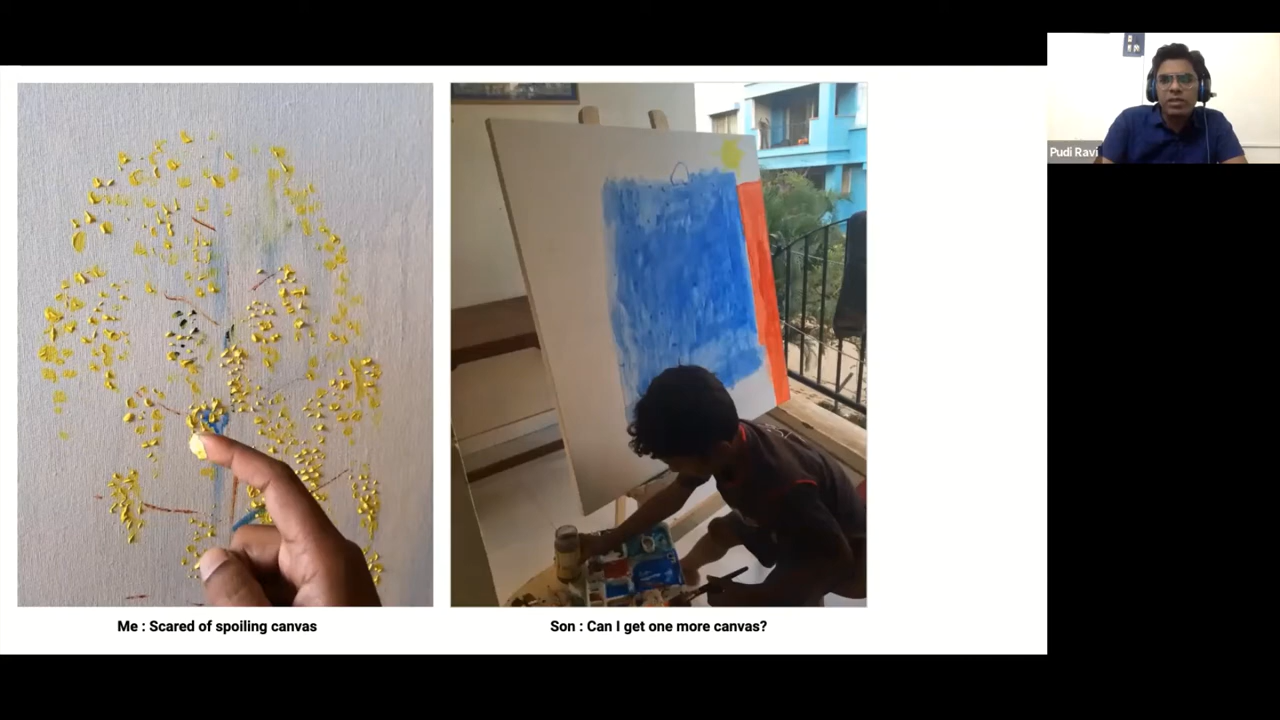 Pudi Ravi
Me : Scared of spoiling canvas
Son : Can I get one more canvas?